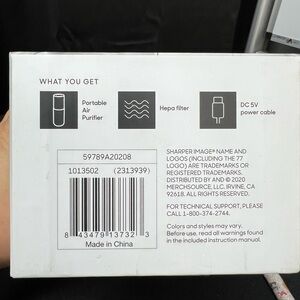 WHAT YOU GET
Portable
Air
Purifier
Hepa filter
DC 5V
power cable
59789A20208
1013502 (2313939)
8 43479 13732 3
Made in China
SHARPER IMAGE® NAME AND
LOGOS (INCLUDING THE 77
LOGO) ARE TRADEMARKS OR
REGISTERED TRADEMARKS.
DISTRIBUTED BY AND © 2020
MERCHSOURCE, LLC. IRVINE, CA
92618. ALL RIGHTS RESERVED.
FOR TECHNICAL SUPPORT, PLEASE
CALL 1-800-374-2744.
Colors and styles may vary.
Before use, read all warnings found
in the included instruction manual.